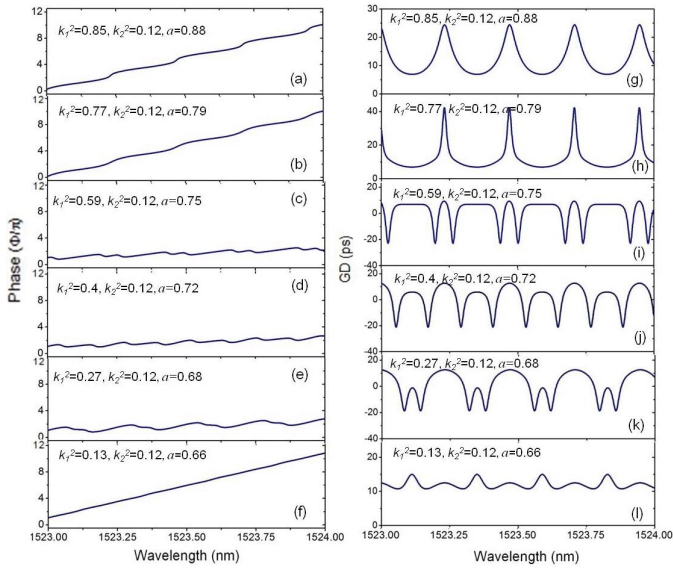 12
8
4
0
k₁²=0.85, k₂²=0.12, a=0.88
(a)
12
8
4
0
k₁²=0.77, k₂²=0.12, a=0.79
(b)
12
8
4
0
k₁²=0.59, k₂²=0.12, a=0.75
(c)
12
8
4
0
k₁²=0.4, k₂²=0.12, a=0.72
(d)
12
8
4
0
k₁²=0.27, k₂²=0.12, a=0.68
(e)
12
8
4
0
k₁²=0.13, k₂²=0.12, a=0.66
(f)
Phase (Φ/π)
1523.00 1523.25 1523.50 1523.75 1524.00
Wavelength (nm)
30
20
10
0
k₁²=0.85, k₂²=0.12, a=0.88
(g)
40
20
0
k₁²=0.77, k₂²=0.12, a=0.79
(h)
20
0
-20
-40
k₁²=0.59, k₂²=0.12, a=0.75
(i)
20
0
-20
40
k₁²=0.4, k₂²=0.12, a=0.72
(j)
20
0
-20
40
k₁²=0.27, k₂²=0.12, a=0.68
(k)
20
10
0
k₁²=0.13, k₂²=0.12, a=0.66
(l)
GD (ps)
1523.00 1523.25 1523.50 1523.75 1524.00
Wavelength (nm)